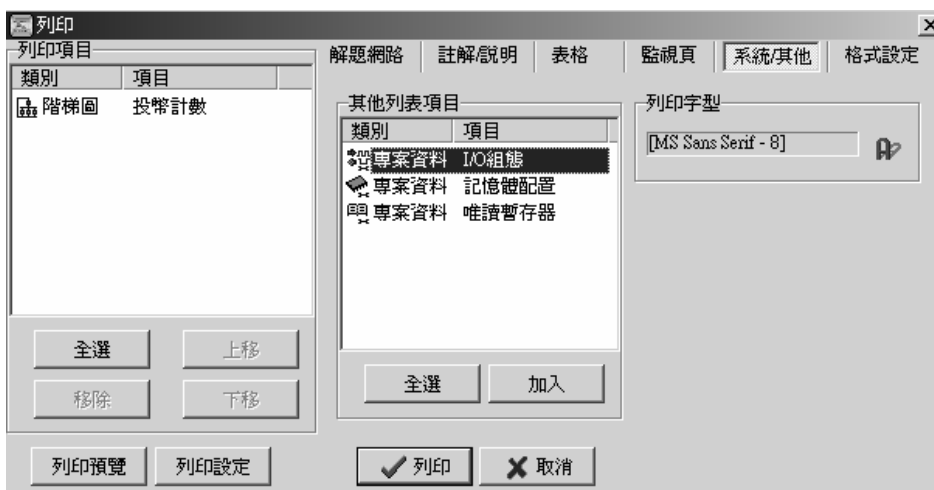 列印
列印項目
類別 項目
階梯圖 投幣計數
全選 上移
移除 下移
列印預覽 列印設定
解題網路 註解/說明 表格 監視頁 系統/其他 格式設定
其他列表項目
類別 項目
專案資料 I/O組態
專案資料 記憶體配置
專案資料 唯讀暫存器
全選 加入
列印字型
[MS Sans Serif - 8]
列印 取消